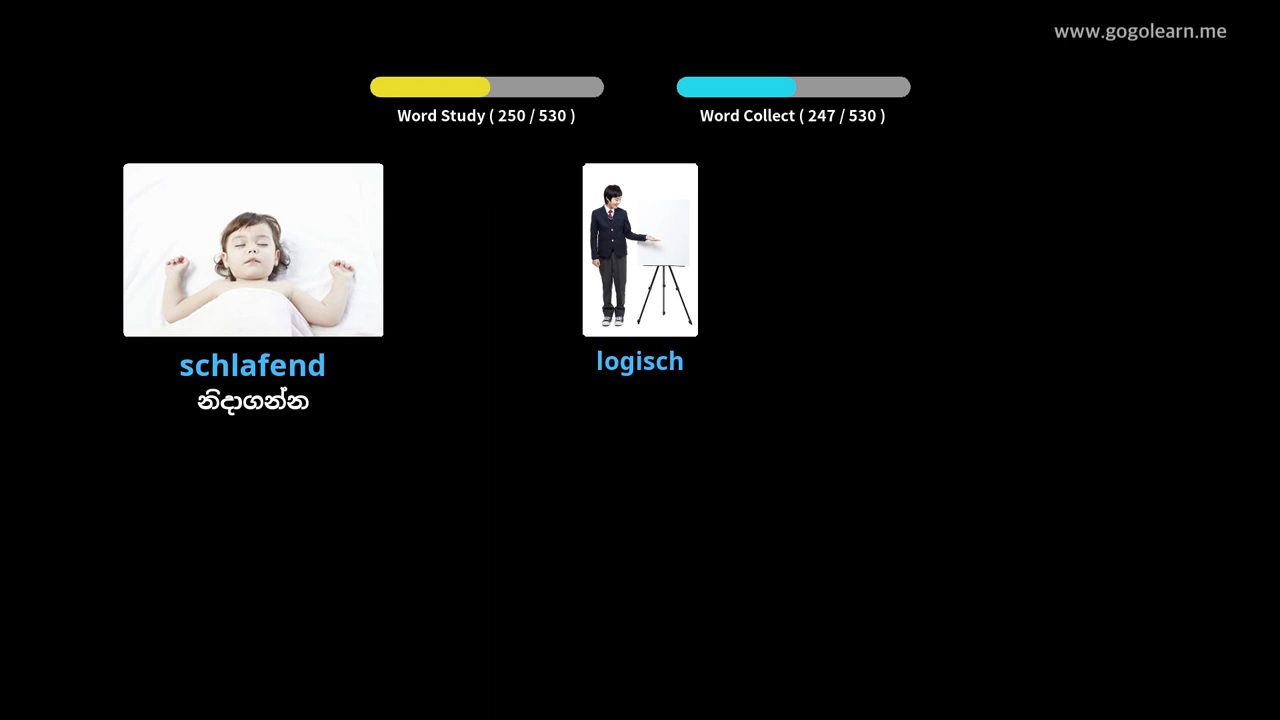 www.gogolearn.me
Word Study ( 250 / 530 )
Word Collect ( 247 / 530 )
schlafend
නිදාගන්න
logisch